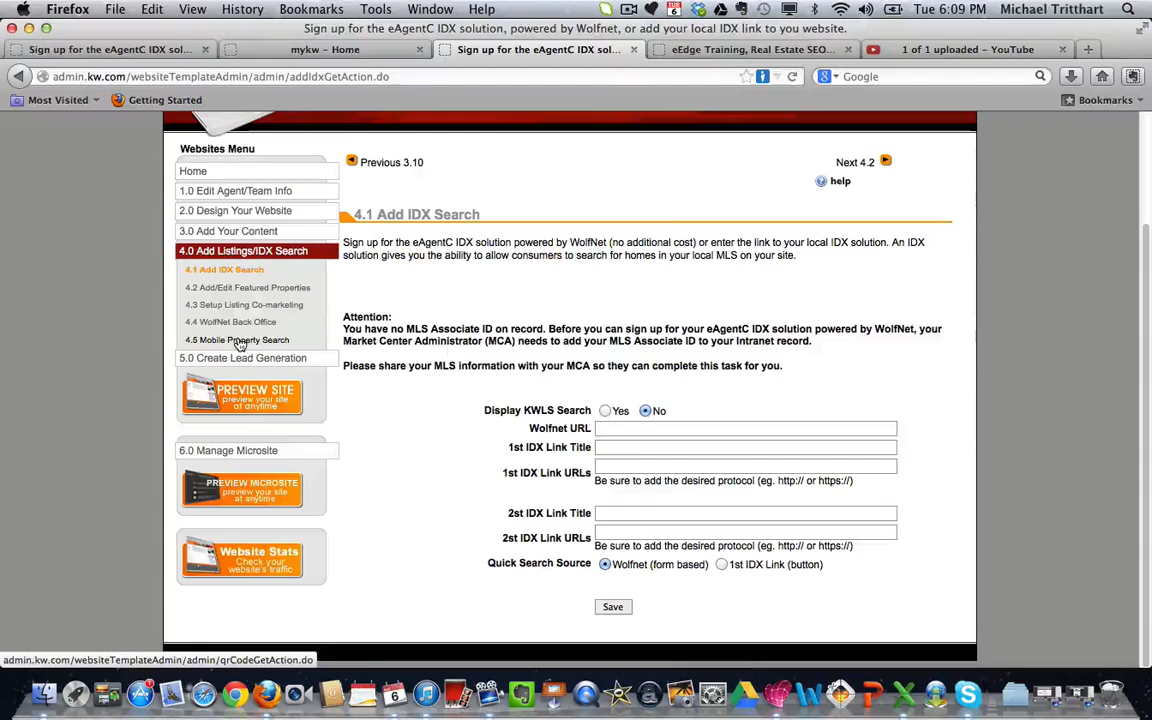 Firefox File Edit View History Bookmarks Tools Window Help Tue 6:09 PM Michael Tritthart
Sign up for the eAgentC IDX solution, powered by Wolfnet, or add your local IDX link to you website.
Sign up for the eAgentC IDX sol... mykw - Home Sign up for the eAgentC IDX sol... eEdge Training, Real Estate SEO... 1 of 1 uploaded - YouTube
admin.kw.com/websiteTemplateAdmin/admin/addIdxGetAction.do Google
Most Visited Getting Started Bookmarks
Websites Menu
Home
1.0 Edit Agent/Team Info
2.0 Design Your Website
3.0 Add Your Content
4.0 Add Listings/IDX Search
4.1 Add IDX Search
4.2 Add/Edit Featured Properties
4.3 Setup Listing Co-marketing
4.4 WolfNet Back Office
4.5 Mobile Property Search
5.0 Create Lead Generation
PREVIEW SITE
preview your site
at anytime
6.0 Manage Microsite
PREVIEW MICROSITE
preview your site
at anytime
Website Stats
Check your
website's traffic
Previous 3.10 Next 4.2
help
4.1 Add IDX Search
Sign up for the eAgentC IDX solution powered by WolfNet (no additional cost) or enter the link to your local IDX solution. An IDX
solution gives you the ability to allow consumers to search for homes in your local MLS on your site.
Attention:
You have no MLS Associate ID on record. Before you can sign up for your eAgentC IDX solution powered by WolfNet, your
Market Center Administrator (MCA) needs to add your MLS Associate ID to your Intranet record.
Please share your MLS information with your MCA so they can complete this task for you.
Display KWLS Search Yes No
Wolfnet URL
1st IDX Link Title
1st IDX Link URLs
Be sure to add the desired protocol (eg. http:// or https://)
2st IDX Link Title
2st IDX Link URLs
Be sure to add the desired protocol (eg. http:// or https://)
Quick Search Source Wolfnet (form based) 1st IDX Link (button)
Save
admin.kw.com/websiteTemplateAdmin/admin/qrCodeGetAction.do